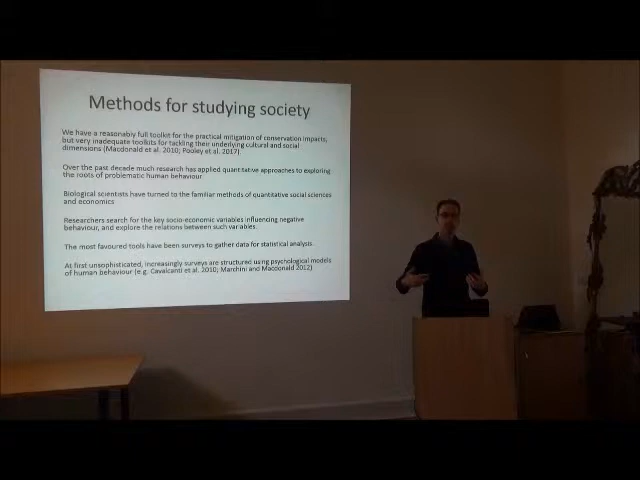 Methods for studying society
We have a reasonably full toolkit for the practical mitigation of conservation impacts,
but very inadequate toolkits for tackling their underlying cultural and social
dimensions (Macdonald et al. 2010; Pooley et al. 2017).
Over the past decade much research has applied quantitative approaches to exploring
the roots of problematic human behaviour
Biological scientists have turned to the familiar methods of quantitative social sciences
and economics
Researchers search for the key socio-economic variables influencing negative
behaviour, and explore the relations between such variables.
The most favoured tools have been surveys to gather data for statistical analysis
At first unsophisticated, increasingly surveys are structured using psychological models
of human behaviour (e.g. Cavalcanti et al. 2010; Marchini and Macdonald 2012)